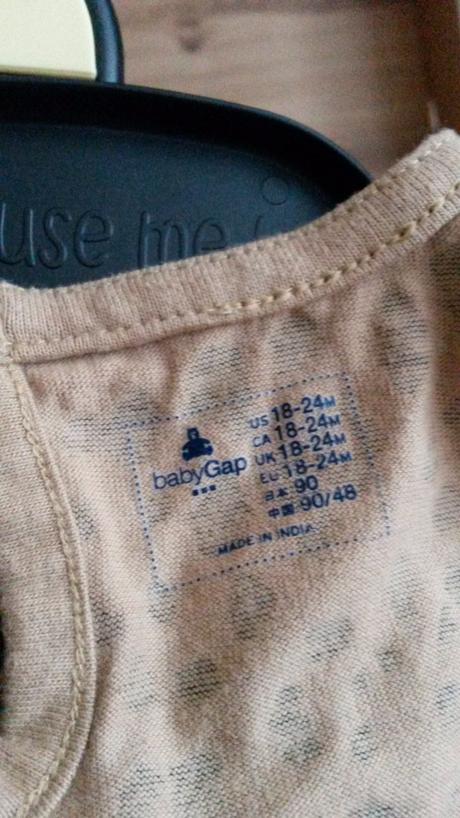 use me
babyGap
US 18-24M
CA 18-24M
UK 18-24M
EU 18-24M
日本 90
中国 90/48
MADE IN INDIA